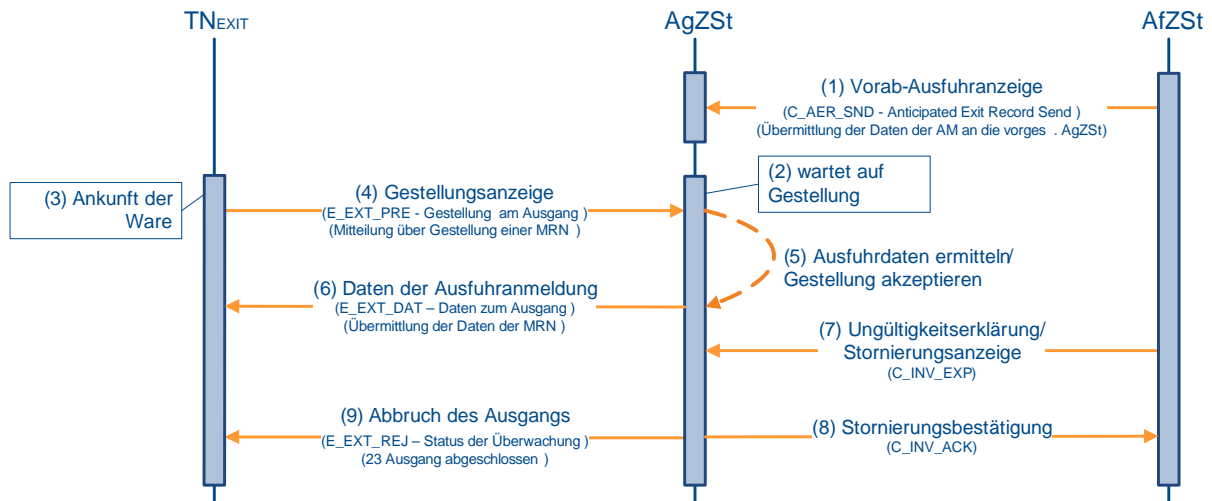 TNEXIT
AgZSt
AfZSt
(1) Vorab-Ausfuhranzeige
(C_AER_SND - Anticipated Exit Record Send )
(Übermittlung der Daten der AM an die vorges . AgZSt)
(2) wartet auf
Gestellung
(3) Ankunft der
Ware
(4) Gestellungsanzeige
(E_EXT_PRE - Gestellung am Ausgang )
(Mitteilung über Gestellung einer MRN )
(5) Ausfuhrdaten ermitteln/
Gestellung akzeptieren
(6) Daten der Ausfuhranmeldung
(E_EXT_DAT – Daten zum Ausgang )
(Übermittlung der Daten der MRN )
(7) Ungültigkeitserklärung/
Stornierungsanzeige
(C_INV_EXP)
(9) Abbruch des Ausgangs
(E_EXT_REJ – Status der Überwachung )
(23 Ausgang abgeschlossen )
(8) Stornierungsbestätigung
(C_INV_ACK)